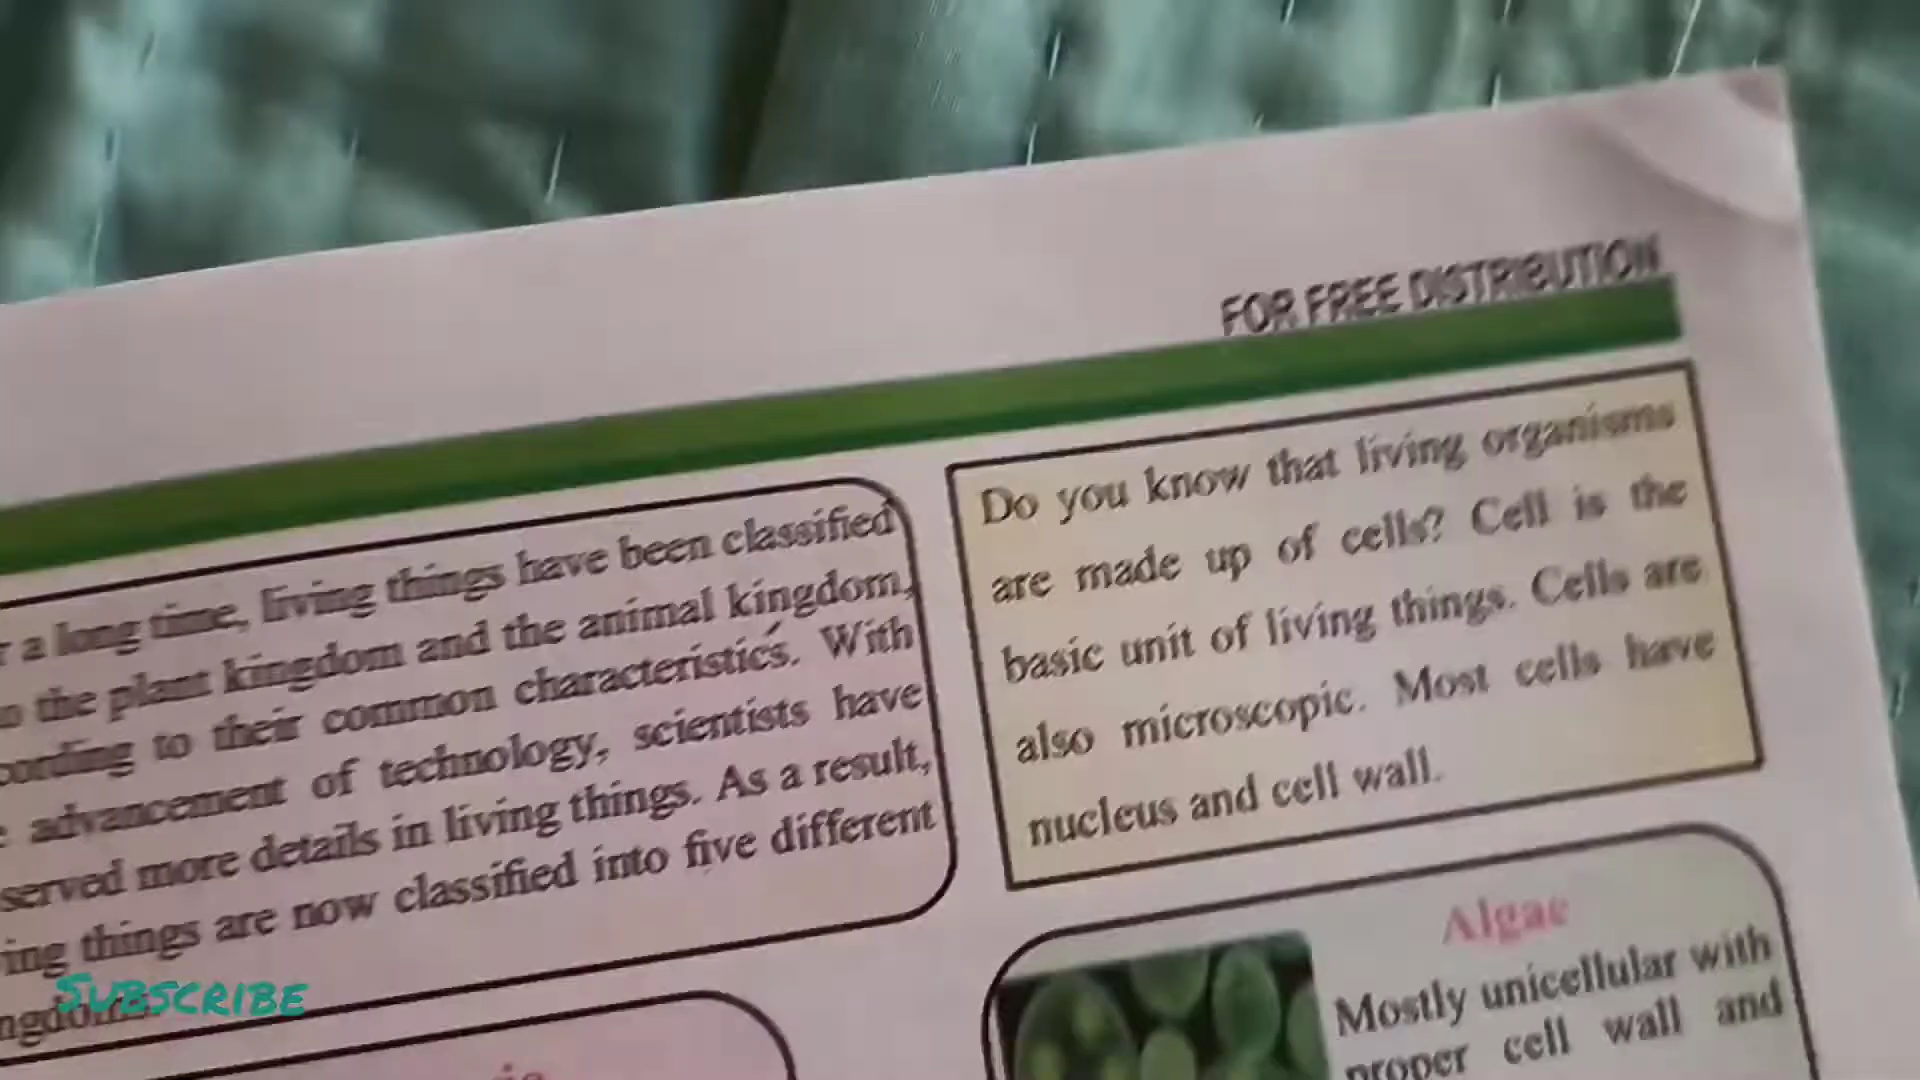 FOR FREE DISTRIBUTION
a long time, living things have been classified
the plant kingdom and the animal kingdom,
to their common characteristics. With
advancement of technology, scientists have
served more details in living things. As a result,
ing things are now classified into five different
Do you know that living organisms
are made up of cells? Cell is the
basic unit of living things. Cells are
also microscopic. Most cells have
nucleus and cell wall.
Algae
Mostly unicellular with
proper cell wall and
SUBSCRIBE